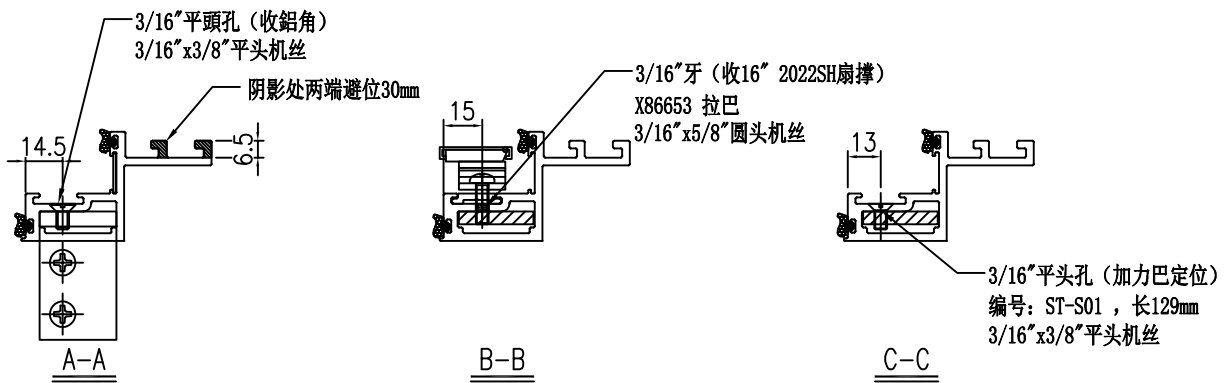 3/16"平頭孔（收鋁角）
3/16"x3/8"平头机丝
阴影处两端避位30mm
14.5
6.5
A-A
3/16"牙（收16" 2022SH扇撑）
X86653 拉巴
3/16"x5/8"圆头机丝
15
B-B
13
3/16"平头孔（加力巴定位）
编号: ST-S01 ，长129mm
3/16"x3/8"平头机丝
C-C